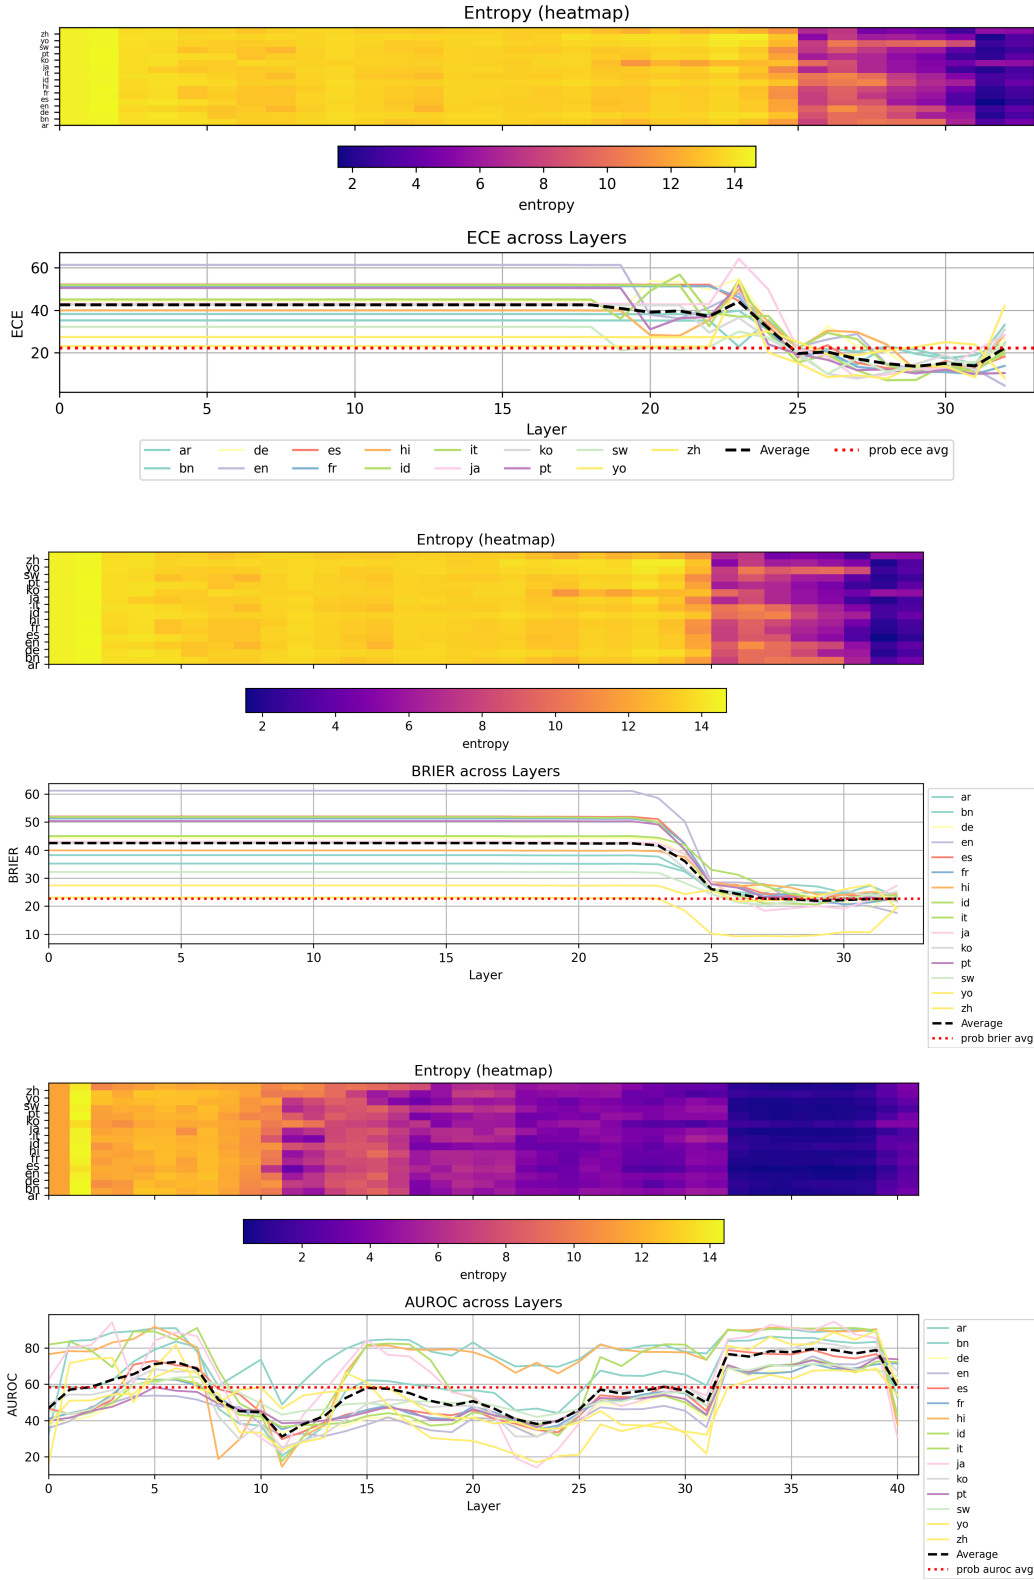 Entropy (heatmap)
zh
yo
sw
pt
ko
ja
it
id
hi
fr
es
en
de
bn
ar
2 4 6 8 10 12 14
entropy
ECE across Layers
ECE
60
40
20
0 5 10 15 20 25 30
Layer
ar de es hi it ko sw zh Average prob ece avg
bn en fr id ja pt yo
Entropy (heatmap)
zh
yo
sw
pt
ko
ja
it
id
hi
fr
es
en
de
bn
ar
2 4 6 8 10 12 14
entropy
BRIER across Layers
BRIER
60
50
40
30
20
10
0 5 10 15 20 25 30
Layer
ar
bn
de
en
es
fr
hi
id
it
ja
ko
pt
sw
yo
zh
Average
prob brier avg
Entropy (heatmap)
zh
yo
sw
pt
ko
ja
it
id
hi
fr
es
en
de
bn
ar
2 4 6 8 10 12 14
entropy
AUROC across Layers
AUROC
80
60
40
20
0 5 10 15 20 25 30 35 40
Layer
ar
bn
de
en
es
fr
hi
id
it
ja
ko
pt
sw
yo
zh
Average
prob auroc avg